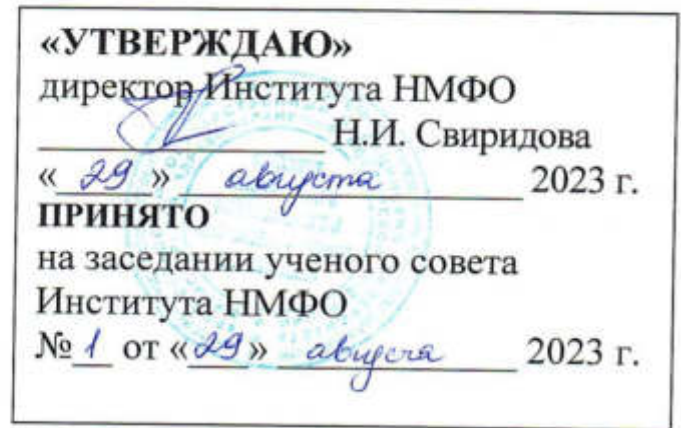 «УТВЕРЖДАЮ»
директор Института НМФО
Н.И. Свиридова
« 29 » августа 2023 г.
ПРИНЯТО
на заседании ученого совета
Института НМФО
№ 1 от «29» августа 2023 г.